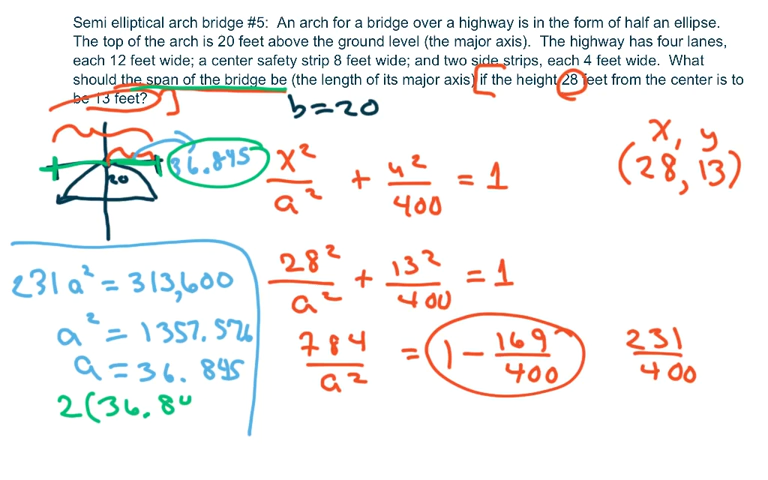 Semi elliptical arch bridge #5: An arch for a bridge over a highway is in the form of half an ellipse.
The top of the arch is 20 feet above the ground level (the major axis). The highway has four lanes,
each 12 feet wide; a center safety strip 8 feet wide; and two side strips, each 4 feet wide. What
should the span of the bridge be (the length of its major axis) if the height 28 feet from the center is to
be 13 feet?
b=20
x, y
(28, 13)
36.845
20
x²/a² + y²/400 = 1
231a² = 313,600
28²/a² + 13²/400 = 1
a² = 1357.576
784/a² = 1 - 169/400
231/400
a = 36.845
2(36.84